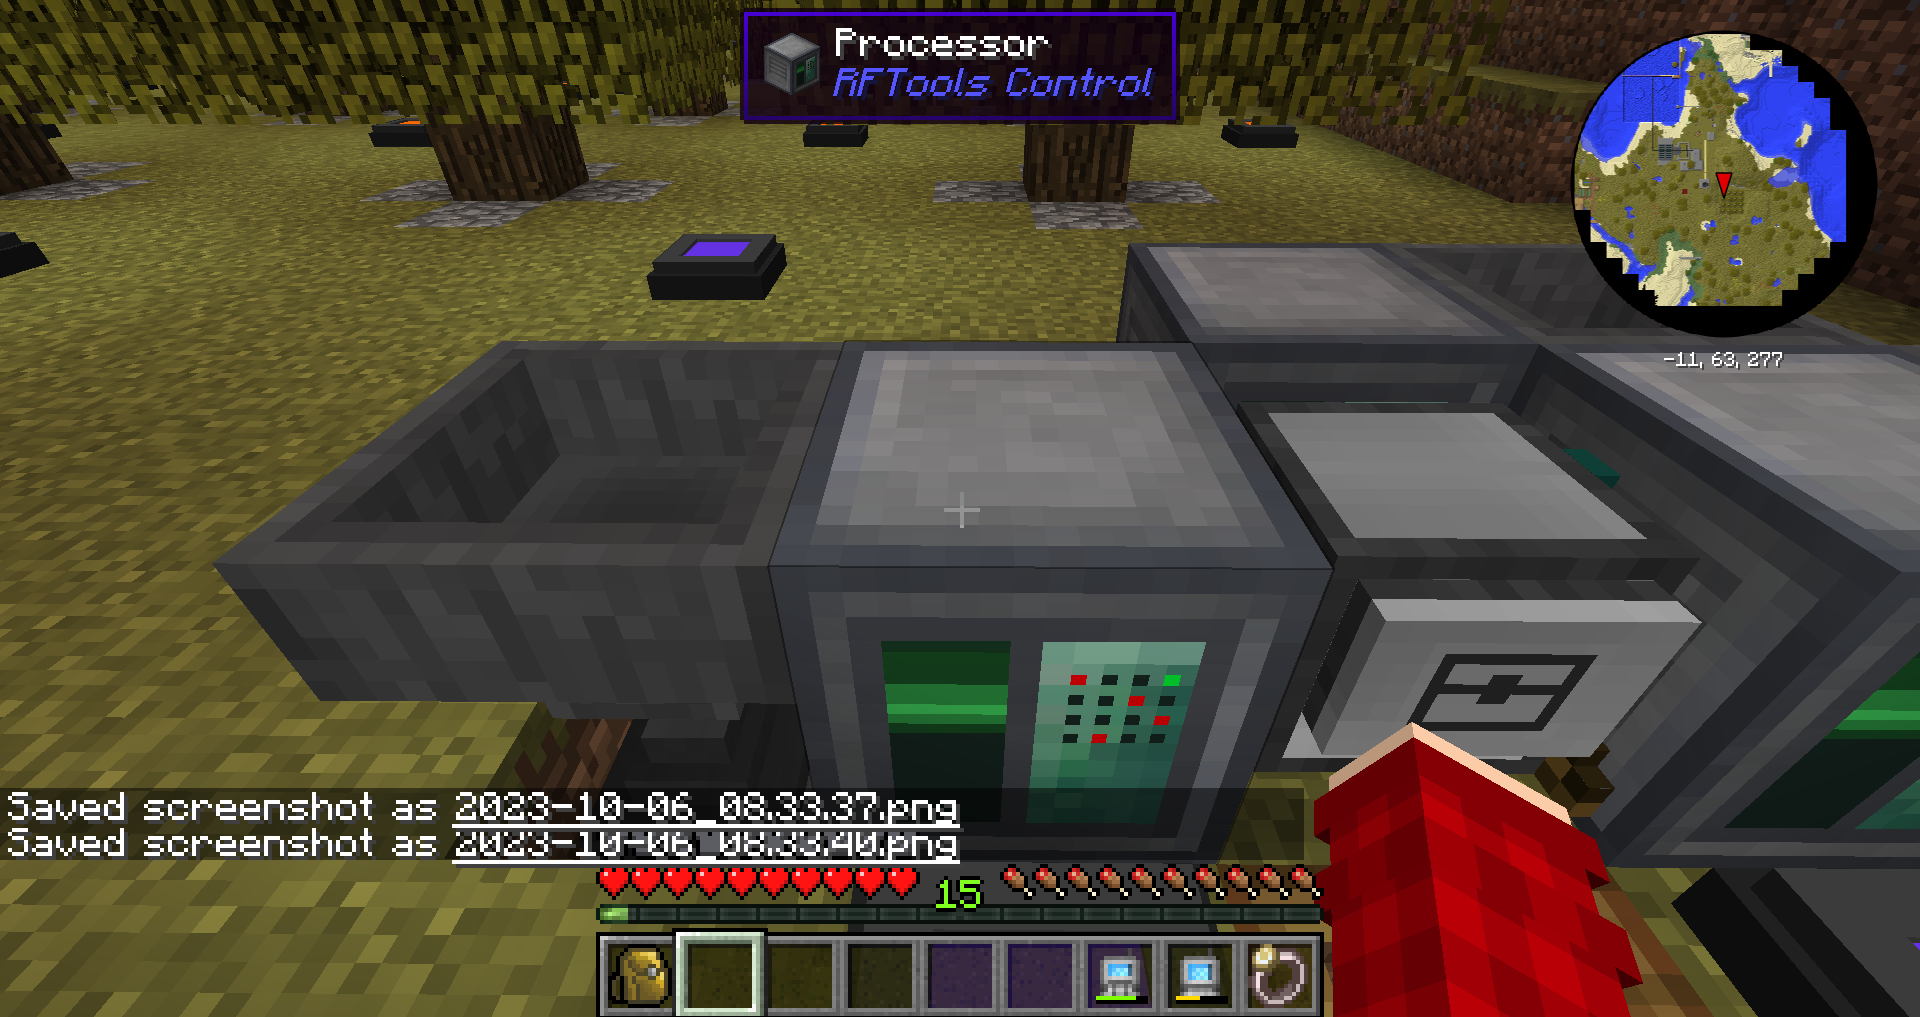 Processor
RFTools Control
-11, 63, 277
Saved screenshot as 2023-10-06_08.33.37.png
Saved screenshot as 2023-10-06_08.33.40.png
15